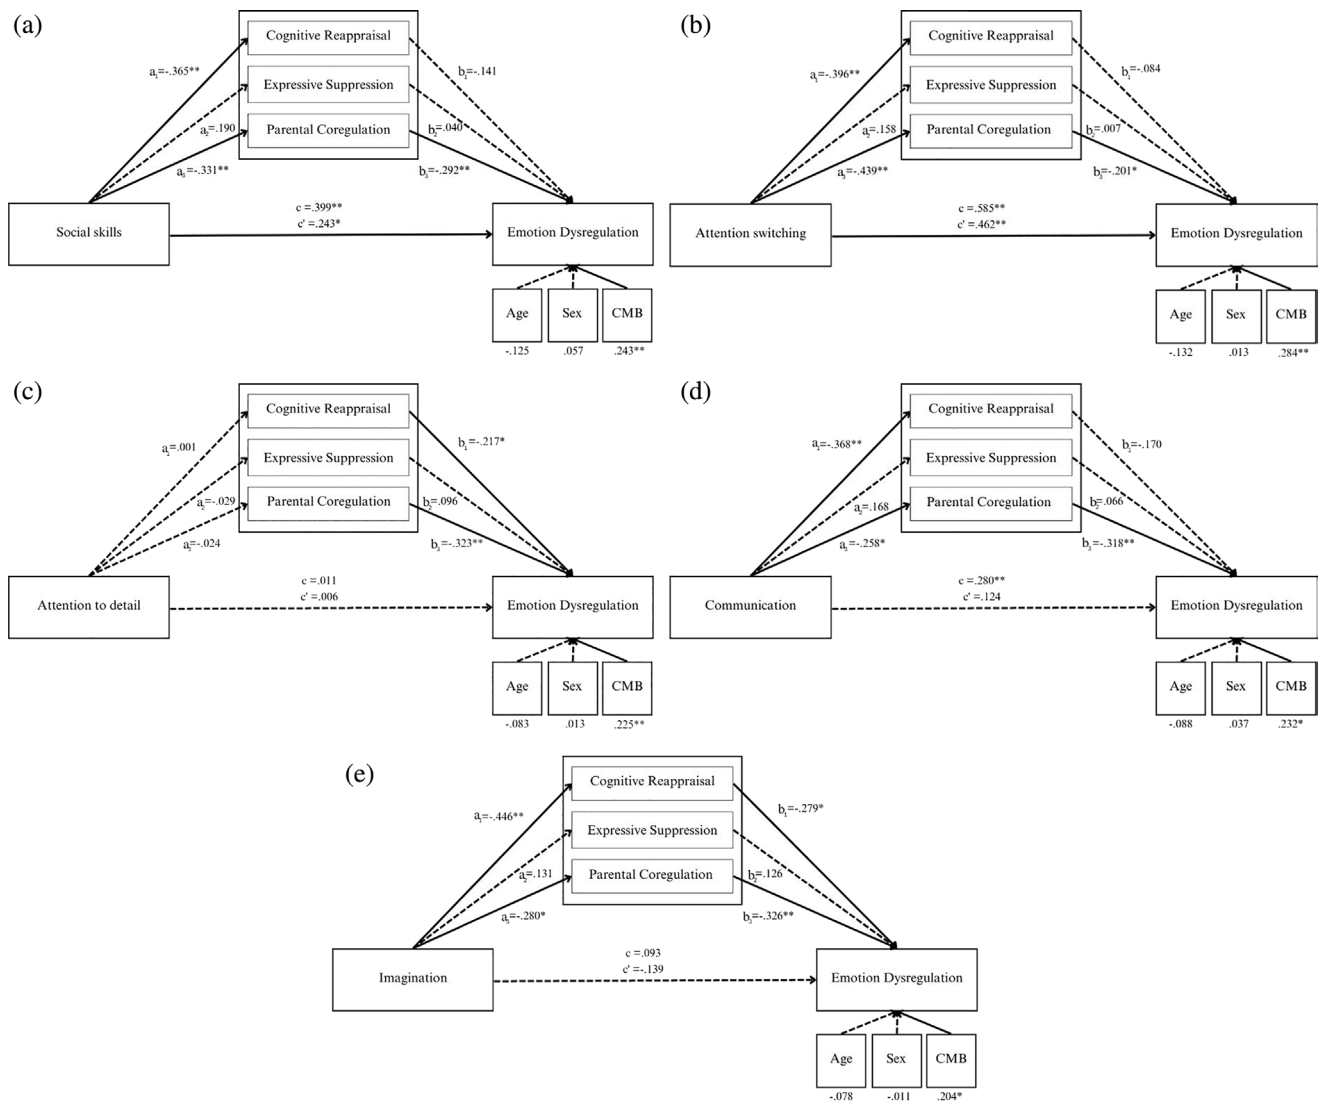 (a)
Cognitive Reappraisal
Expressive Suppression
Parental Coregulation
a1=-.365**
a2=.190
a3=-.331**
b1=-.141
b2=.040
b3=-.292**
Social skills
c =.399**
c' =.243*
Emotion Dysregulation
Age
Sex
CMB
-.125
.057
.243**
(b)
Cognitive Reappraisal
Expressive Suppression
Parental Coregulation
a1=-.396**
a2=.158
a3=-.439**
b1=-.084
b2=.007
b3=-.201*
Attention switching
c =.585**
c' =.462**
Emotion Dysregulation
Age
Sex
CMB
-.132
.013
.284**
(c)
Cognitive Reappraisal
Expressive Suppression
Parental Coregulation
a1=.001
a2=-.029
a3=-.024
b1=-.217*
b2=.096
b3=-.323**
Attention to detail
c =.011
c' =.006
Emotion Dysregulation
Age
Sex
CMB
-.083
.013
.225**
(d)
Cognitive Reappraisal
Expressive Suppression
Parental Coregulation
a1=-.368**
a2=.168
a3=-.258*
b1=-.170
b2=.066
b3=-.318**
Communication
c =.280**
c' =.124
Emotion Dysregulation
Age
Sex
CMB
-.088
.037
.232*
(e)
Cognitive Reappraisal
Expressive Suppression
Parental Coregulation
a1=-.446**
a2=.131
a3=-.280*
b1=-.279*
b2=.126
b3=-.326**
Imagination
c =.093
c' =-.139
Emotion Dysregulation
Age
Sex
CMB
-.078
-.011
.204*